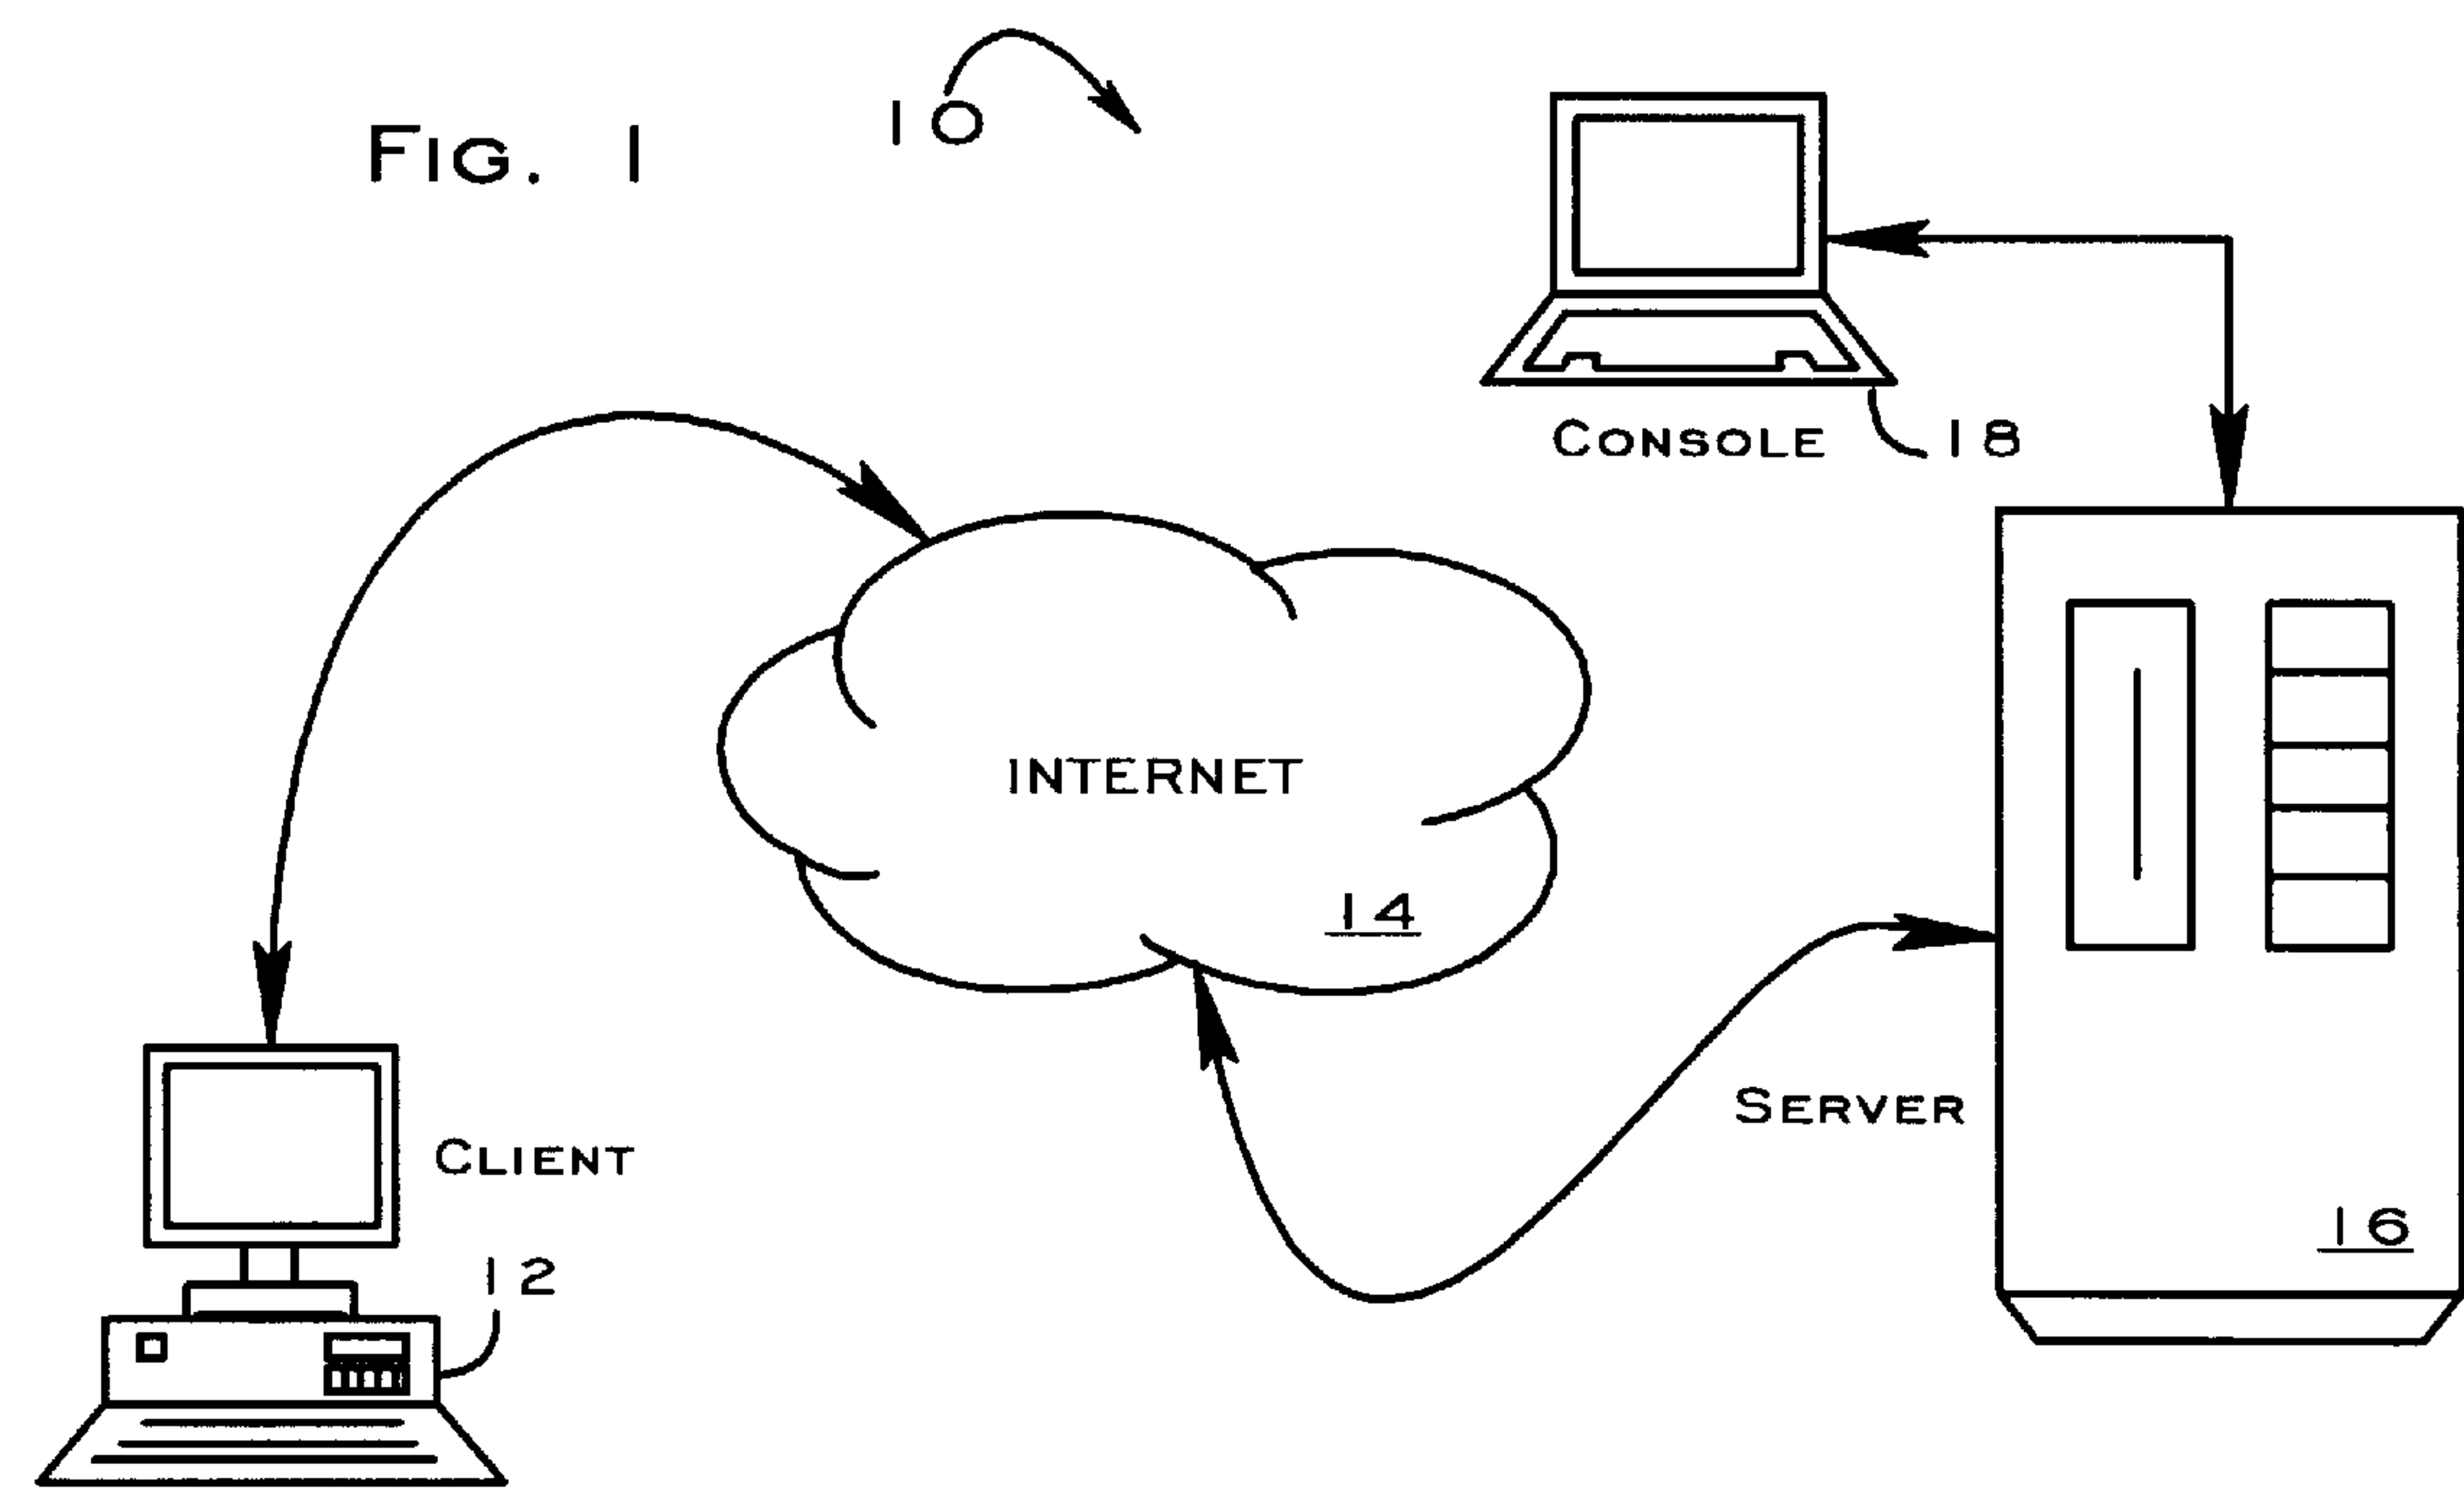 FIG. 1
10
CONSOLE
18
INTERNET
14
SERVER
CLIENT
16
12